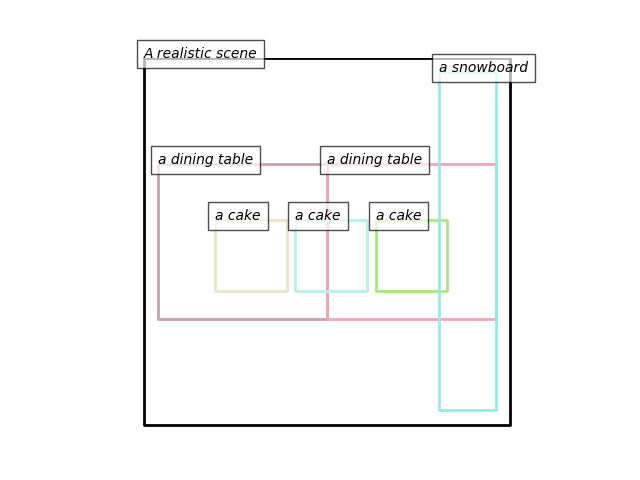 A realistic scene
a snowboard
a dining table
a dining table
a cake
a cake
a cake